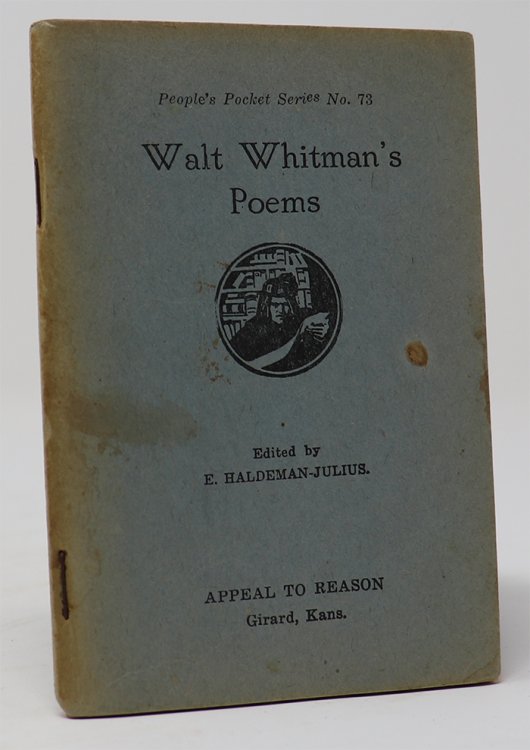 People's Pocket Series No. 73
Walt Whitman's
Poems
Edited by
E. HALDEMAN-JULIUS.
APPEAL TO REASON
Girard, Kans.